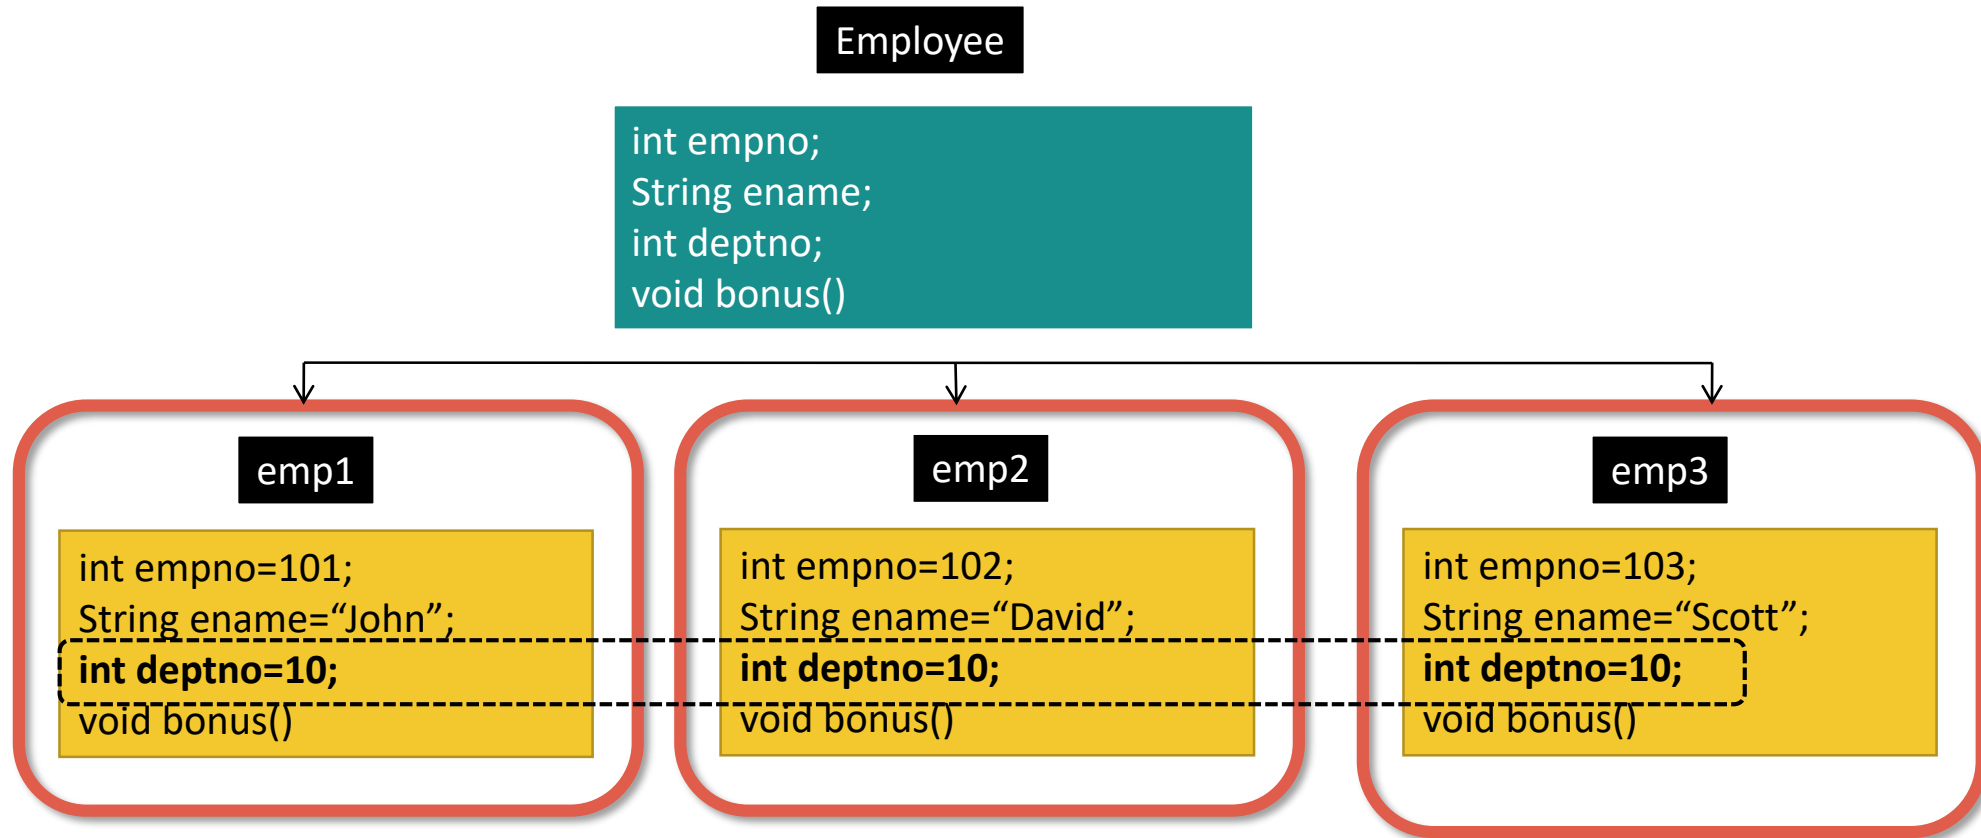 Employee
int empno;
String ename;
int deptno;
void bonus()
emp1
int empno=101;
String ename=“John”;
int deptno=10;
void bonus()
emp2
int empno=102;
String ename=“David”;
int deptno=10;
void bonus()
emp3
int empno=103;
String ename=“Scott”;
int deptno=10;
void bonus()